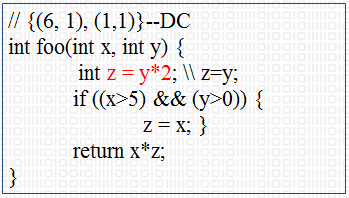 // {(6, 1), (1,1)}--DC
int foo(int x, int y) {
int z = y*2; \\ z=y;
if ((x>5) && (y>0)) {
z = x; }
return x*z;
}